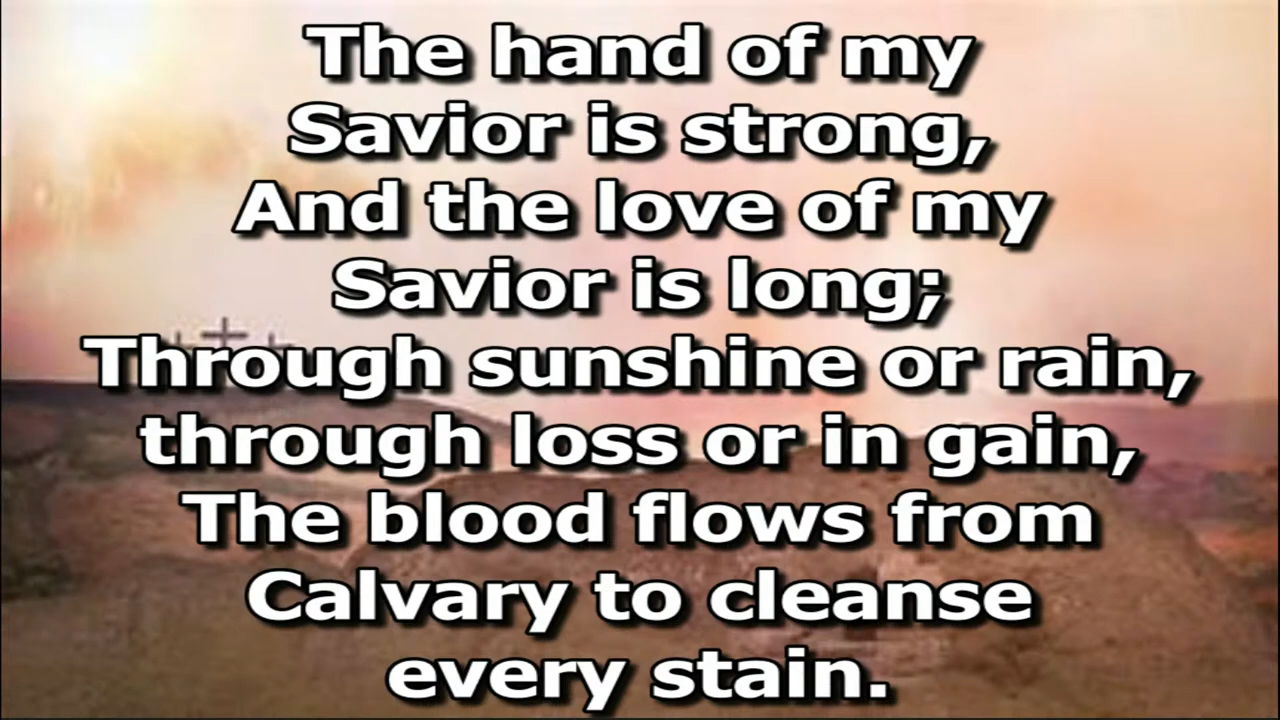 The hand of my
Savior is strong,
And the love of my
Savior is long;
Through sunshine or rain,
through loss or in gain,
The blood flows from
Calvary to cleanse
every stain.